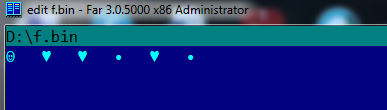 edit f.bin - Far 3.0.5000 x86 Administrator
D:\f.bin
☺ ♥ ♥ • ♥ •